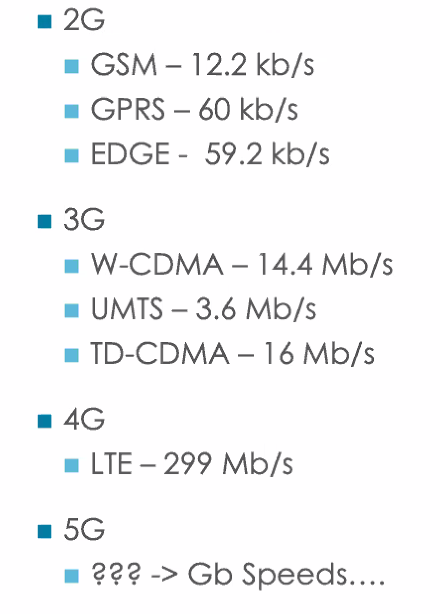 2G
GSM – 12.2 kb/s
GPRS – 60 kb/s
EDGE - 59.2 kb/s
3G
W-CDMA – 14.4 Mb/s
UMTS – 3.6 Mb/s
TD-CDMA – 16 Mb/s
4G
LTE – 299 Mb/s
5G
??? -> Gb Speeds....